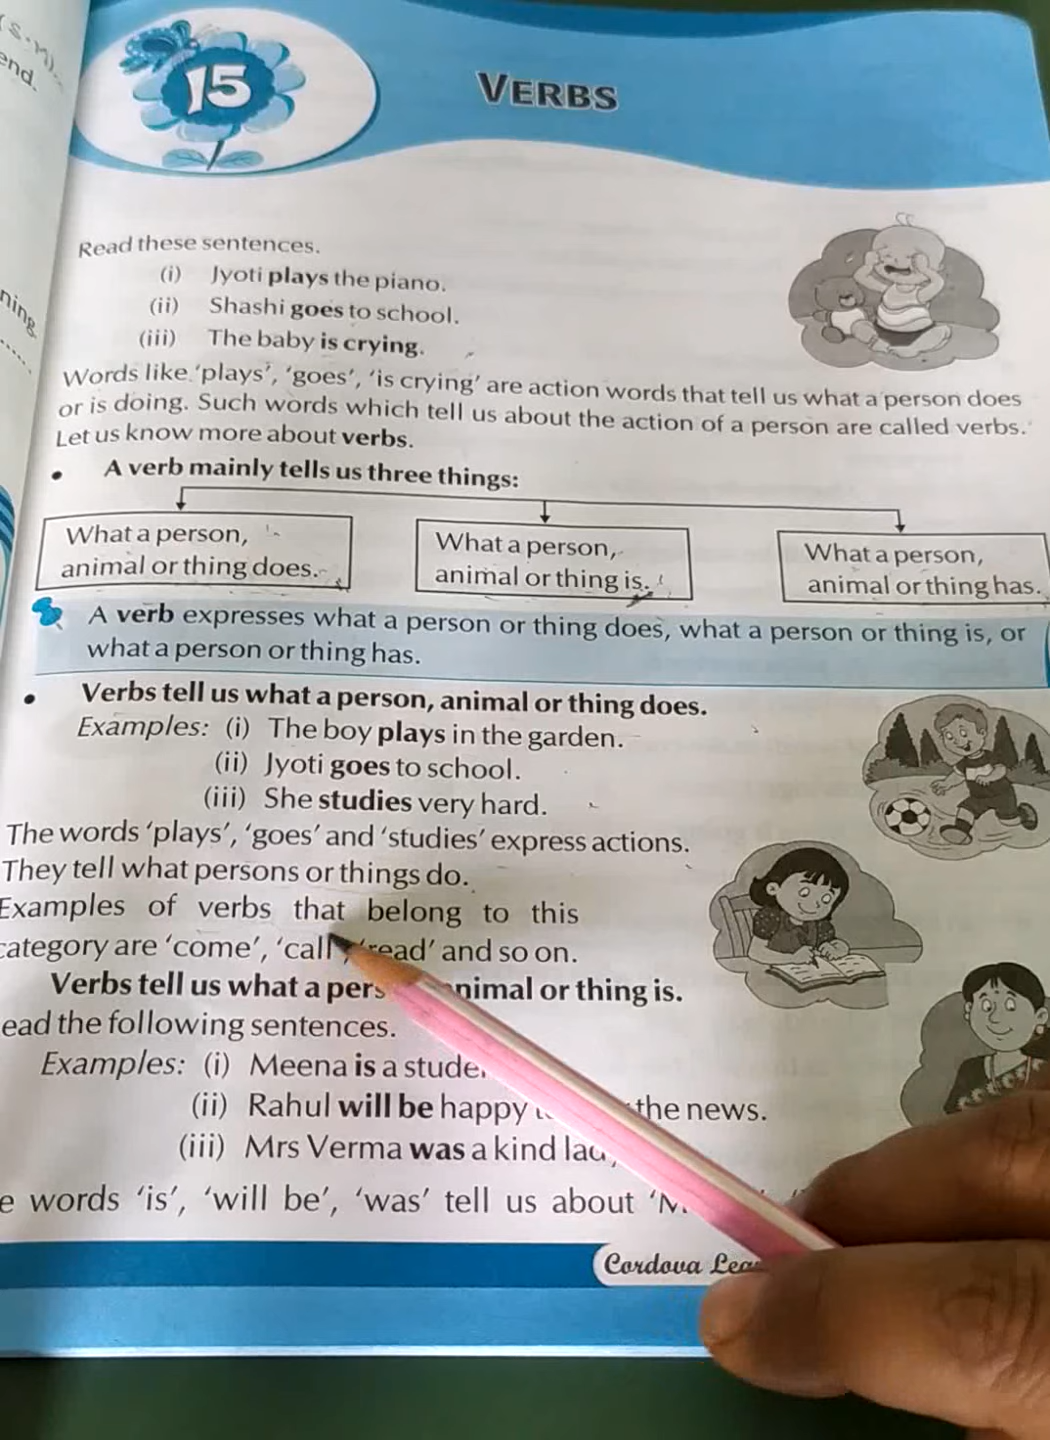 (S.M)..
end.
ning
15
VERBS
Read these sentences.
(i) Jyoti plays the piano.
(ii) Shashi goes to school.
(iii) The baby is crying.
Words like 'plays', 'goes', 'is crying' are action words that tell us what a person does
or is doing. Such words which tell us about the action of a person are called verbs.
Let us know more about verbs.
• A verb mainly tells us three things:
What a person,
animal or thing does.
What a person,
animal or thing is.
What a person,
animal or thing has.
A verb expresses what a person or thing does, what a person or thing is, or
what a person or thing has.
• Verbs tell us what a person, animal or thing does.
Examples: (i) The boy plays in the garden.
(ii) Jyoti goes to school.
(iii) She studies very hard.
The words 'plays', 'goes' and 'studies' express actions.
They tell what persons or things do.
Examples of verbs that belong to this
category are 'come', 'call', 'read' and so on.
Verbs tell us what a pers nimal or thing is.
ead the following sentences.
Examples: (i) Meena is a stude
(ii) Rahul will be happy the news.
(iii) Mrs Verma was a kind lad
e words 'is', 'will be', 'was' tell us about 'M
Cordova Lea